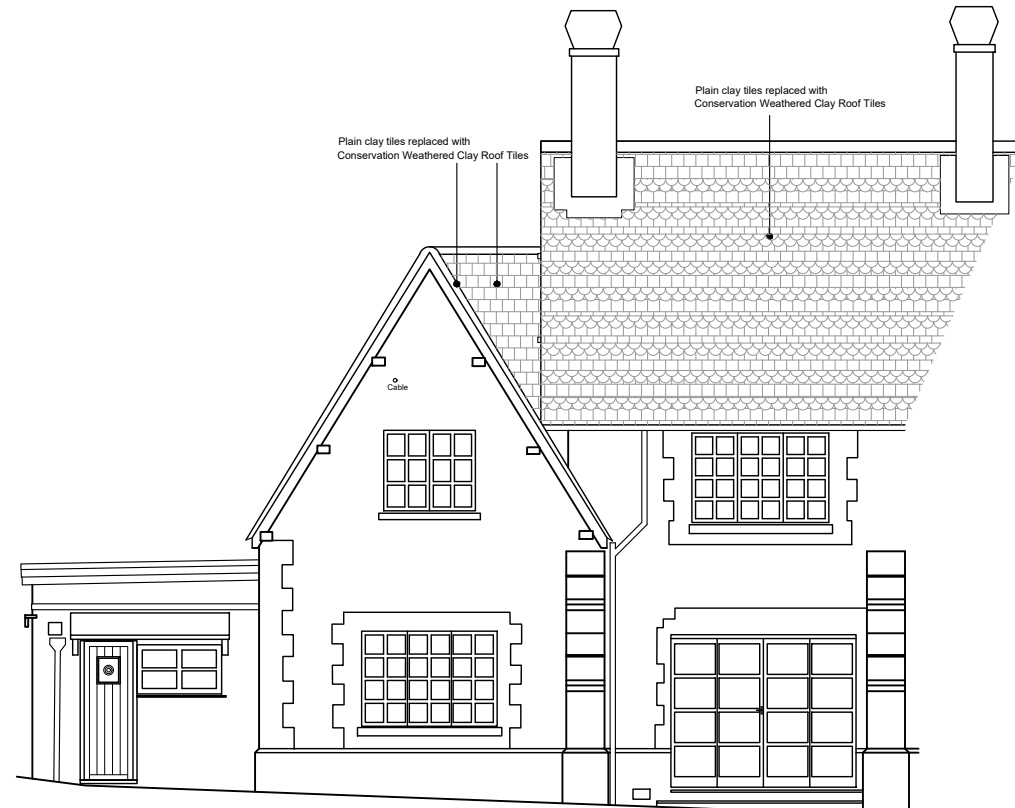 Plain clay tiles replaced with
Conservation Weathered Clay Roof Tiles
Plain clay tiles replaced with
Conservation Weathered Clay Roof Tiles
Cable